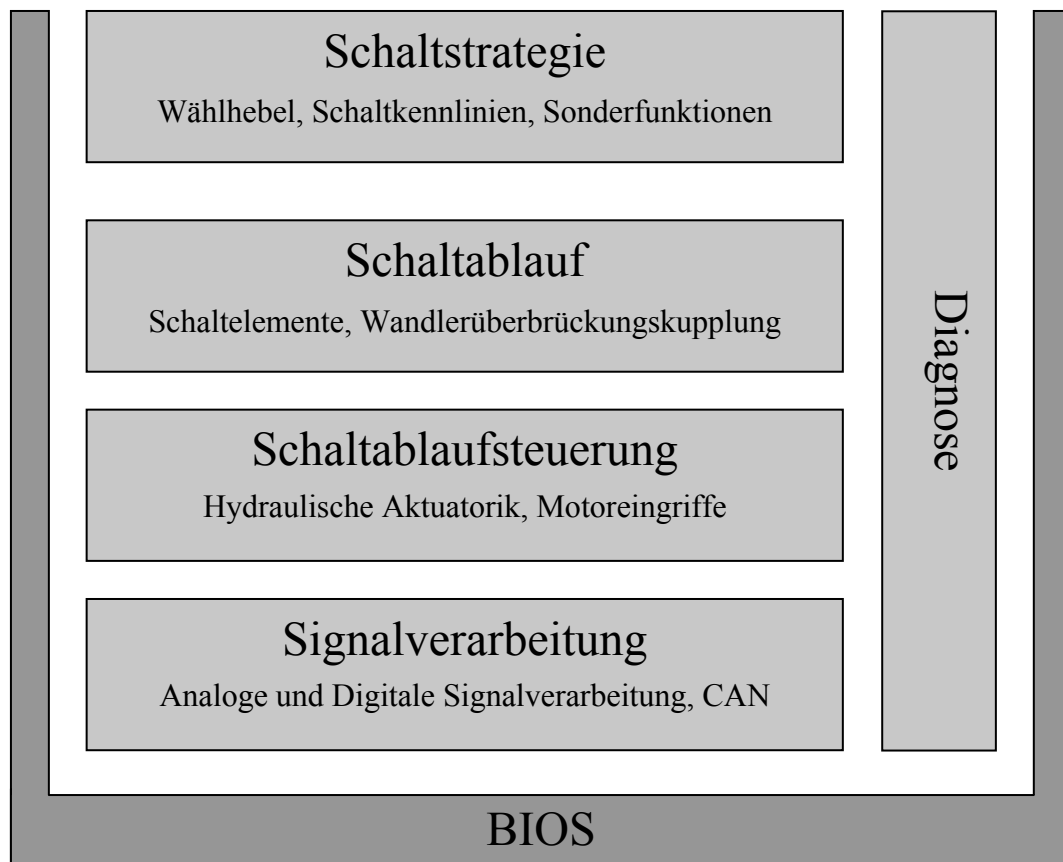 Schaltstrategie
Wählhebel, Schaltkennlinien, Sonderfunktionen
Schaltablauf
Schaltelemente, Wandlerüberbrückungskupplung
Schaltablaufsteuerung
Hydraulische Aktuatorik, Motoreingriffe
Signalverarbeitung
Analoge und Digitale Signalverarbeitung, CAN
Diagnose
BIOS